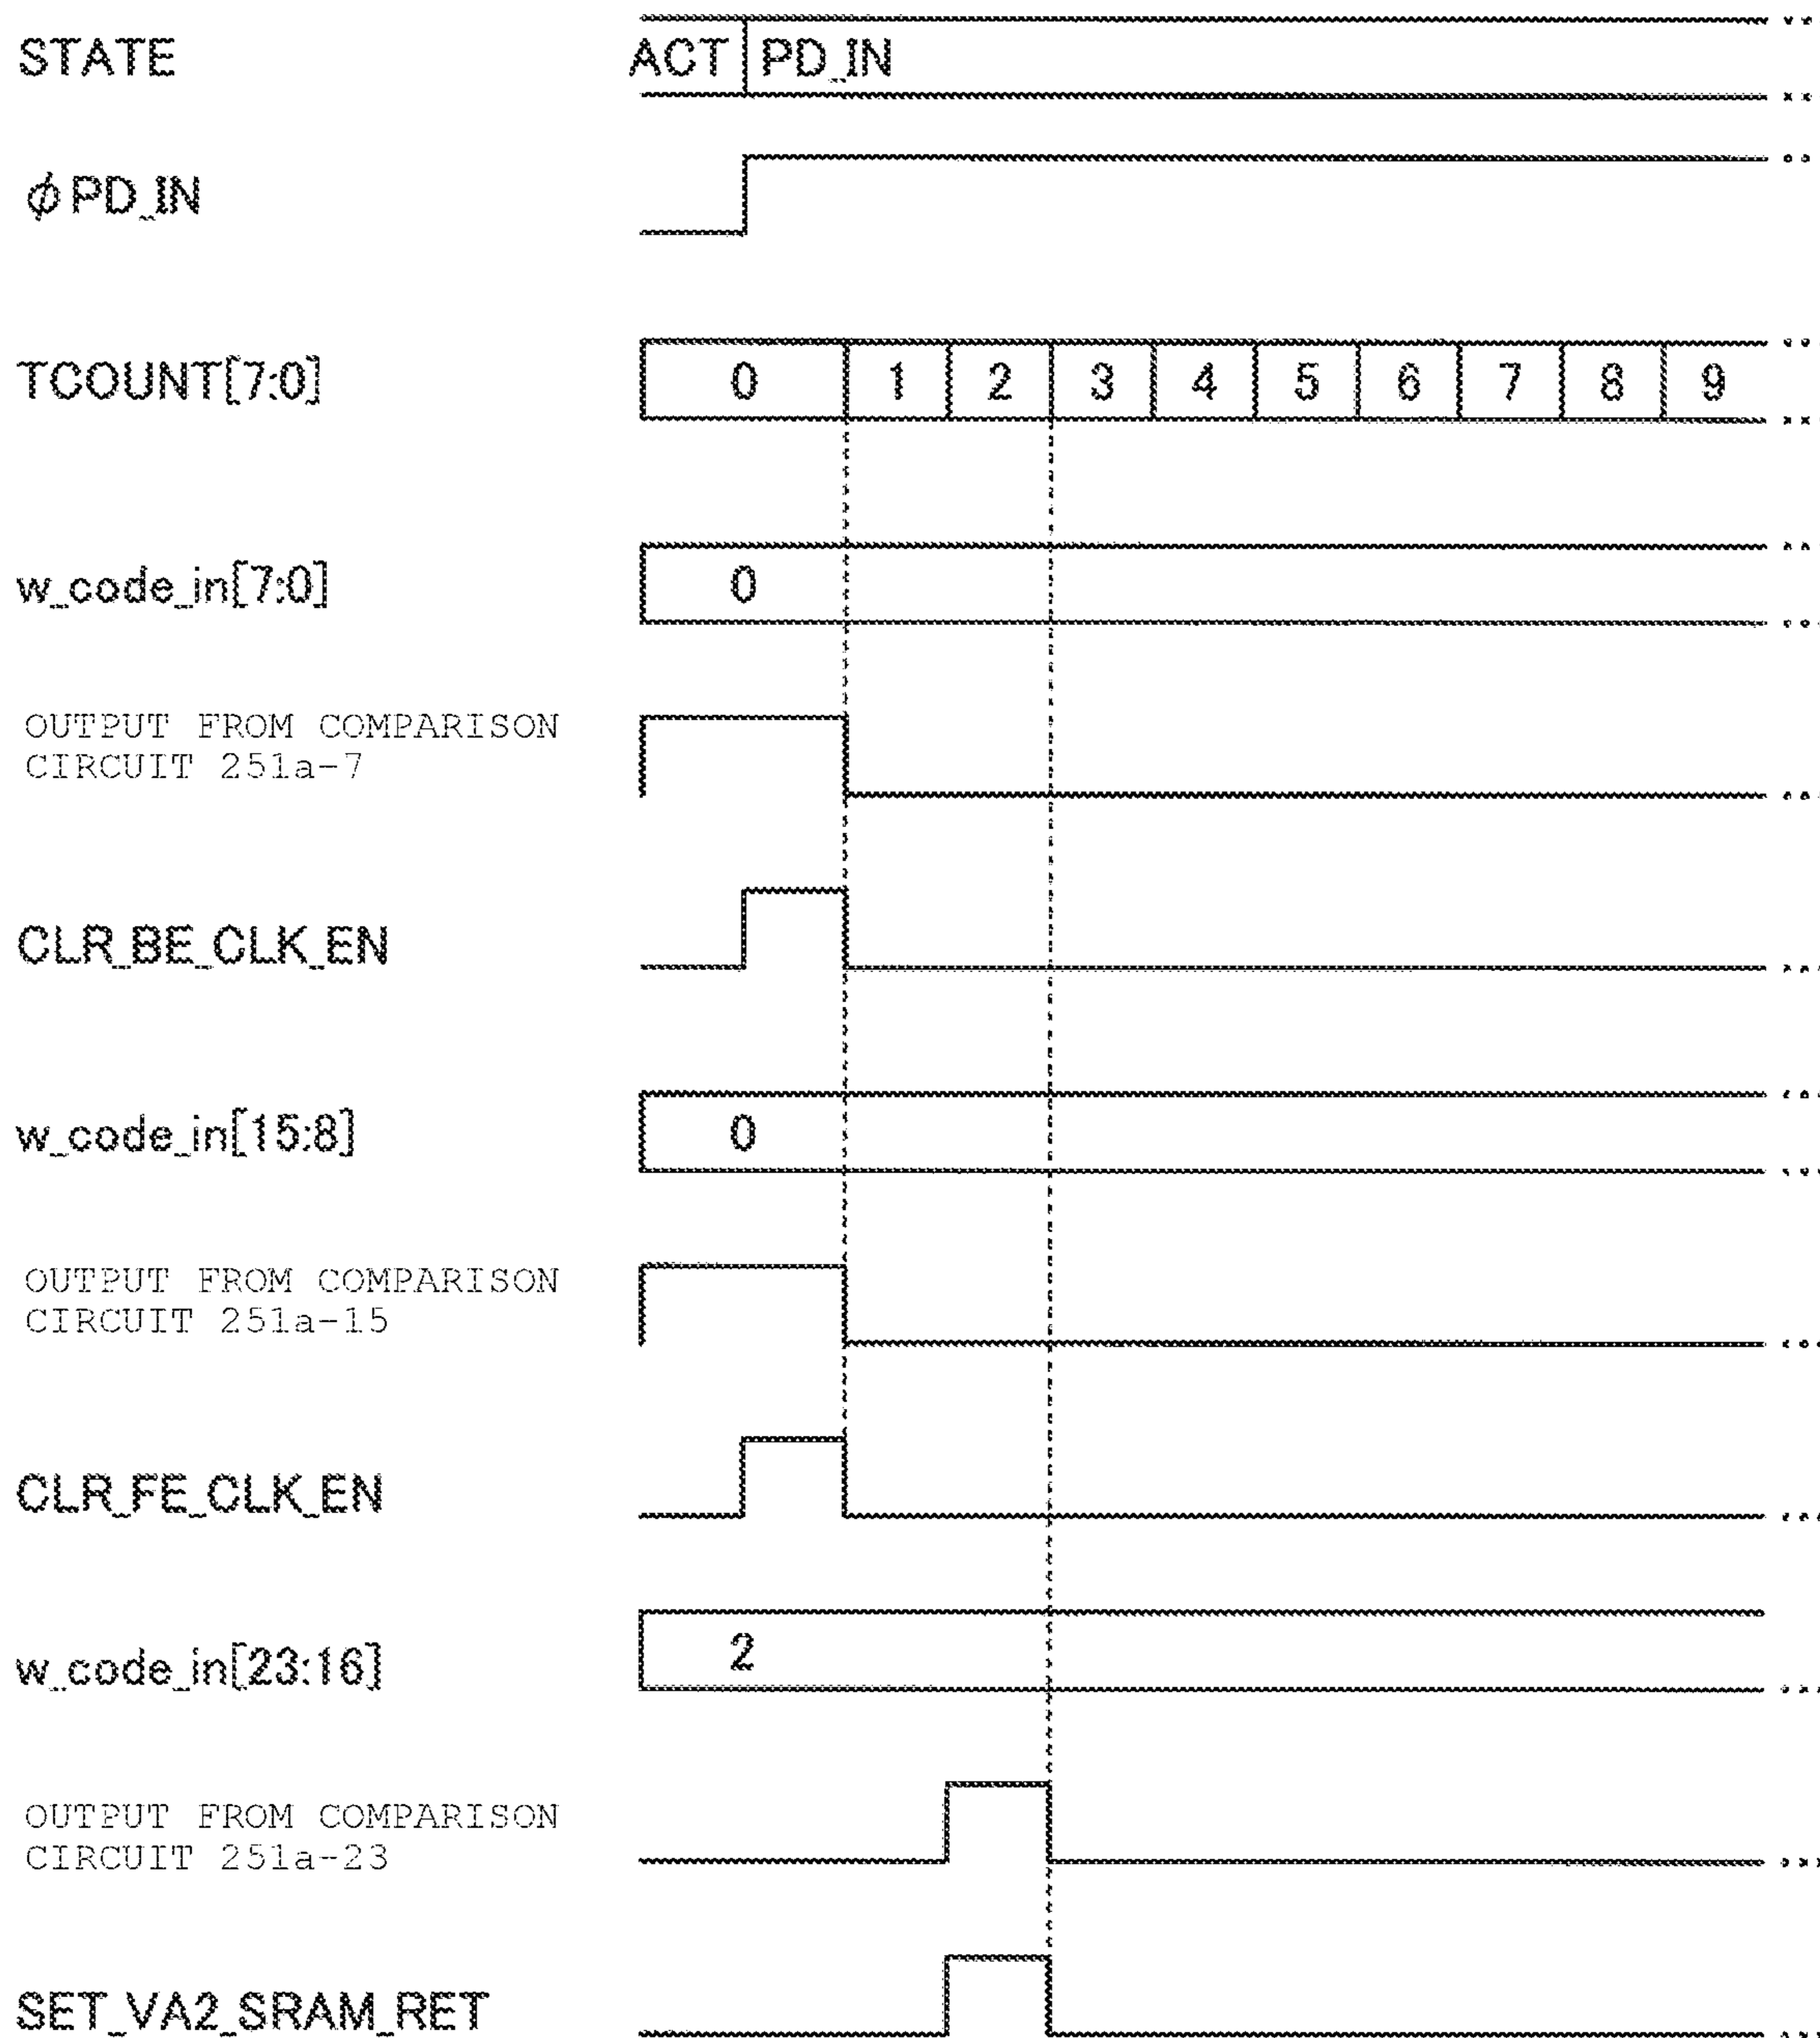 STATE ACT PD_IN
φPD_IN
TCOUNT[7:0] 0 1 2 3 4 5 6 7 8 9
w_code_in[7:0] 0
OUTPUT FROM COMPARISON
CIRCUIT 251a-7
CLR_BE_CLK_EN
w_code_in[15:8] 0
OUTPUT FROM COMPARISON
CIRCUIT 251a-15
CLR_FE_CLK_EN
w_code_in[23:16] 2
OUTPUT FROM COMPARISON
CIRCUIT 251a-23
SET_VA2_SRAM_RET